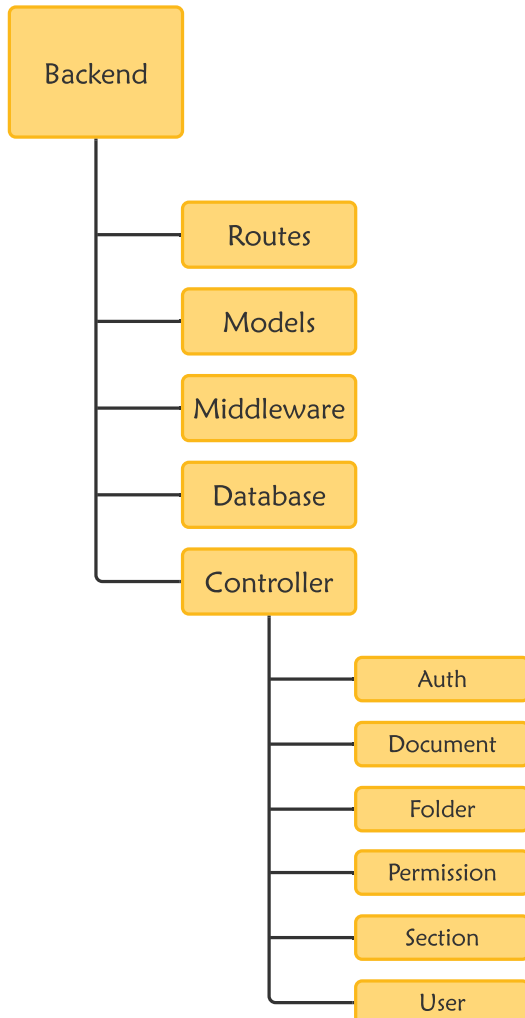 Backend
Routes
Models
Middleware
Database
Controller
Auth
Document
Folder
Permission
Section
User